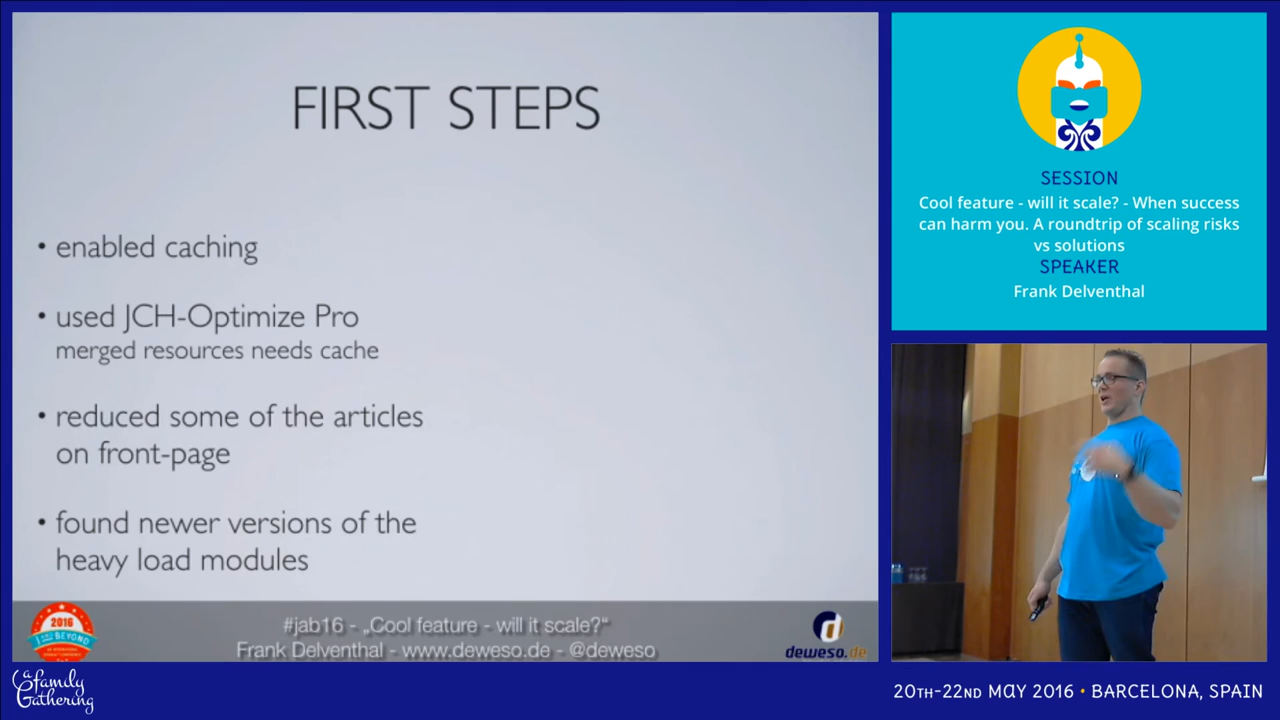 FIRST STEPS
• enabled caching
• used JCH-Optimize Pro
merged resources needs cache
• reduced some of the articles
on front-page
• found newer versions of the
heavy load modules
2016
BEYOND
#jab16 - „Cool feature - will it scale?“
Frank Delventhal - www.deweso.de - @deweso
d
deweso.de
SESSION
Cool feature - will it scale? - When success
can harm you. A roundtrip of scaling risks
vs solutions
SPEAKER
Frank Delventhal
a family
Gathering
20TH-22ND MAY 2016 • BARCELONA, SPAIN